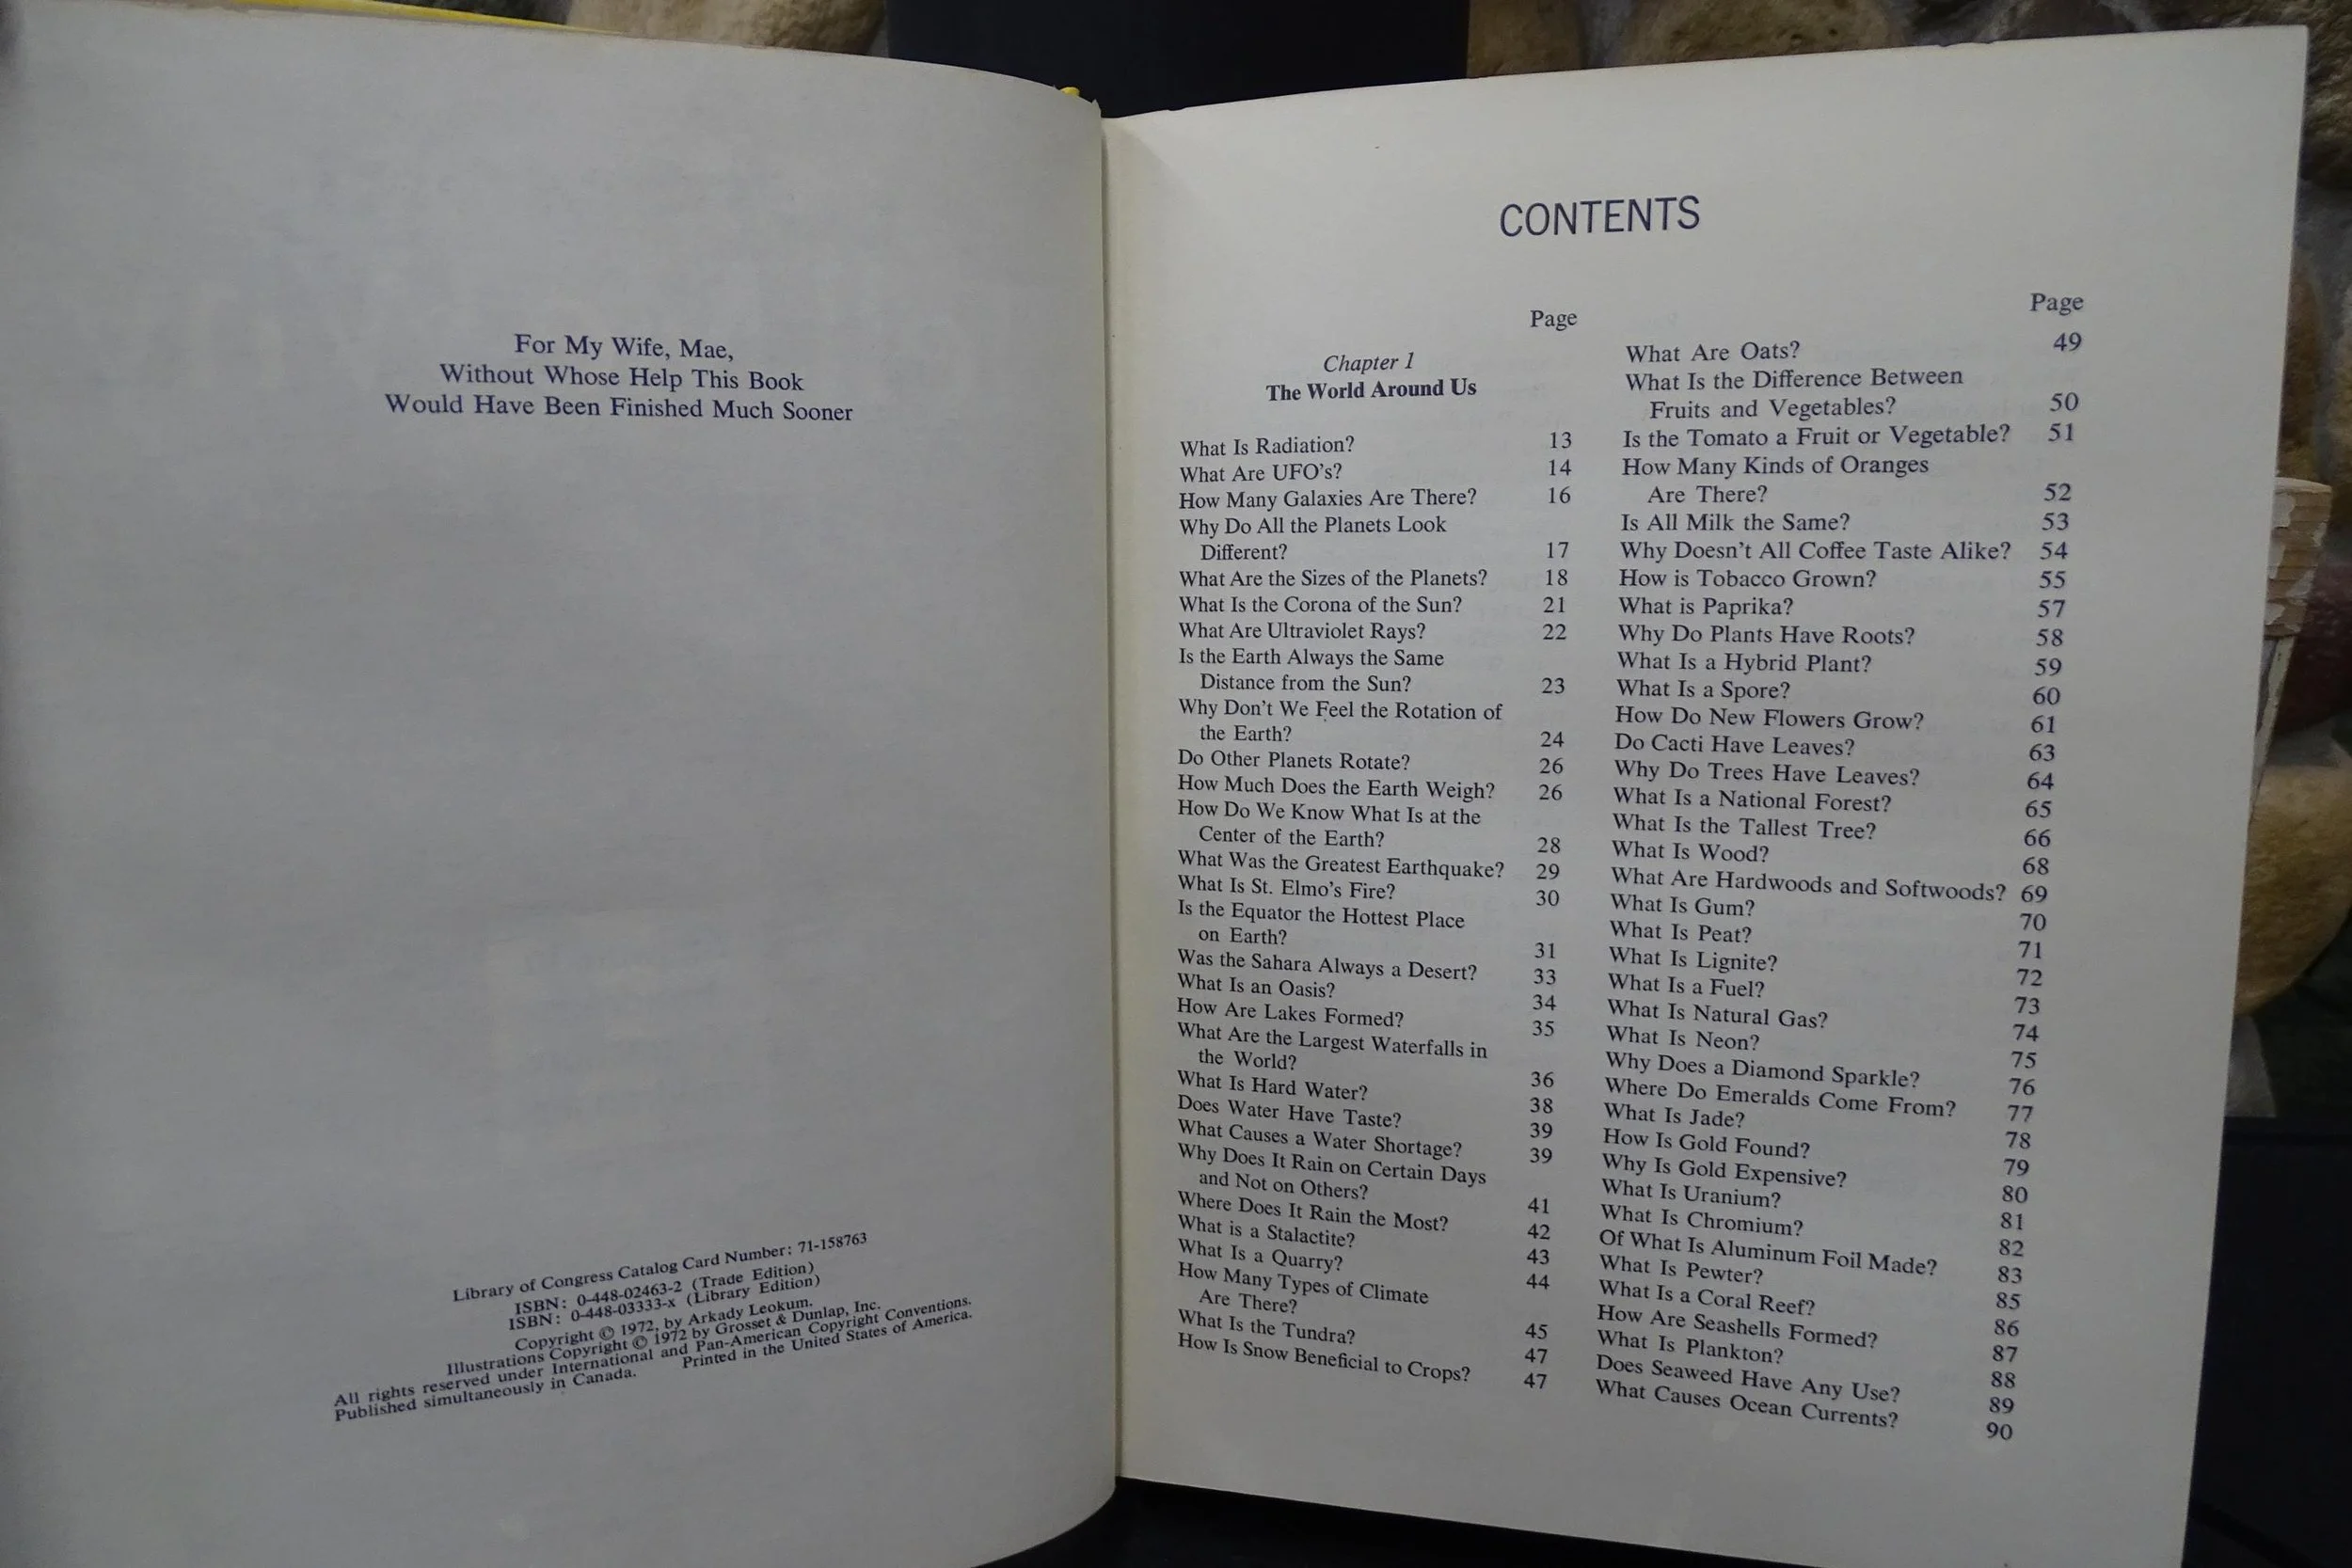 For My Wife, Mae,
Without Whose Help This Book
Would Have Been Finished Much Sooner
Library of Congress Catalog Card Number: 71-158763
ISBN: 0-448-02463-2 (Trade Edition)
ISBN: 0-448-03333-x (Library Edition)
Copyright © 1972, by Arkady Leokum.
Illustrations Copyright © 1972 by Grosset & Dunlap, Inc.
All rights reserved under International and Pan-American Copyright Conventions.
Published simultaneously in Canada. Printed in the United States of America.
CONTENTS
Page
Chapter 1
The World Around Us
What Is Radiation? 13
What Are UFO's? 14
How Many Galaxies Are There? 16
Why Do All the Planets Look
Different? 17
What Are the Sizes of the Planets? 18
What Is the Corona of the Sun? 21
What Are Ultraviolet Rays? 22
Is the Earth Always the Same
Distance from the Sun? 23
Why Don't We Feel the Rotation of
the Earth? 24
Do Other Planets Rotate? 26
How Much Does the Earth Weigh? 26
How Do We Know What Is at the
Center of the Earth? 28
What Was the Greatest Earthquake? 29
What Is St. Elmo's Fire? 30
Is the Equator the Hottest Place
on Earth? 31
Was the Sahara Always a Desert? 33
What Is an Oasis? 34
How Are Lakes Formed? 35
What Are the Largest Waterfalls in
the World? 36
What Is Hard Water? 38
Does Water Have Taste? 39
What Causes a Water Shortage? 39
Why Does It Rain on Certain Days
and Not on Others? 41
Where Does It Rain the Most? 42
What is a Stalactite? 43
What Is a Quarry? 44
How Many Types of Climate
Are There? 45
What Is the Tundra? 47
How Is Snow Beneficial to Crops? 47
Page
What Are Oats? 49
What Is the Difference Between
Fruits and Vegetables? 50
Is the Tomato a Fruit or Vegetable? 51
How Many Kinds of Oranges
Are There? 52
Is All Milk the Same? 53
Why Doesn't All Coffee Taste Alike? 54
How is Tobacco Grown? 55
What is Paprika? 57
Why Do Plants Have Roots? 58
What Is a Hybrid Plant? 59
What Is a Spore? 60
How Do New Flowers Grow? 61
Do Cacti Have Leaves? 63
Why Do Trees Have Leaves? 64
What Is a National Forest? 65
What Is the Tallest Tree? 66
What Is Wood? 68
What Are Hardwoods and Softwoods? 69
What Is Gum? 70
What Is Peat? 71
What Is Lignite? 72
What Is a Fuel? 73
What Is Natural Gas? 74
What Is Neon? 75
Why Does a Diamond Sparkle? 76
Where Do Emeralds Come From? 77
What Is Jade? 78
How Is Gold Found? 79
Why Is Gold Expensive? 80
What Is Uranium? 81
What Is Chromium? 82
Of What Is Aluminum Foil Made? 83
What Is Pewter? 85
What Is a Coral Reef? 86
How Are Seashells Formed? 87
What Is Plankton? 88
Does Seaweed Have Any Use? 89
What Causes Ocean Currents? 90